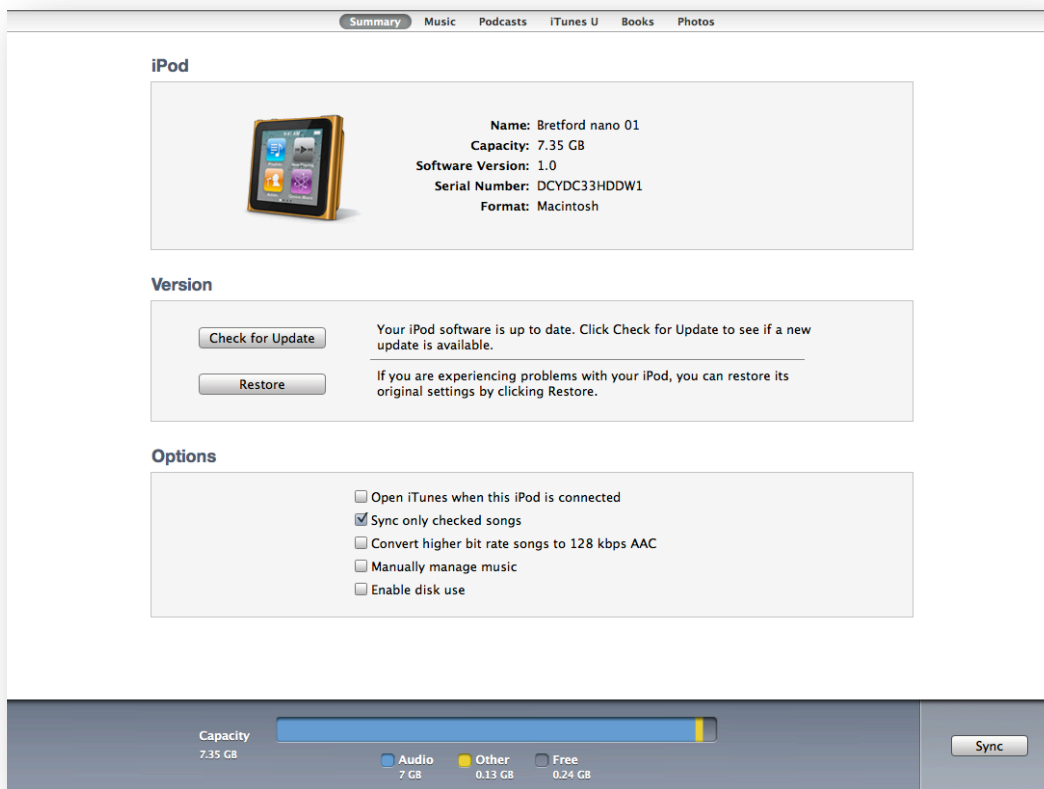 Summary Music Podcasts iTunes U Books Photos
iPod
Name: Bretford nano 01
Capacity: 7.35 GB
Software Version: 1.0
Serial Number: DCYDC33HDDW1
Format: Macintosh
Version
Check for Update
Your iPod software is up to date. Click Check for Update to see if a new
update is available.
Restore
If you are experiencing problems with your iPod, you can restore its
original settings by clicking Restore.
Options
Open iTunes when this iPod is connected
Sync only checked songs
Convert higher bit rate songs to 128 kbps AAC
Manually manage music
Enable disk use
Capacity
7.35 GB
Audio
7 GB
Other
0.13 GB
Free
0.24 GB
Sync